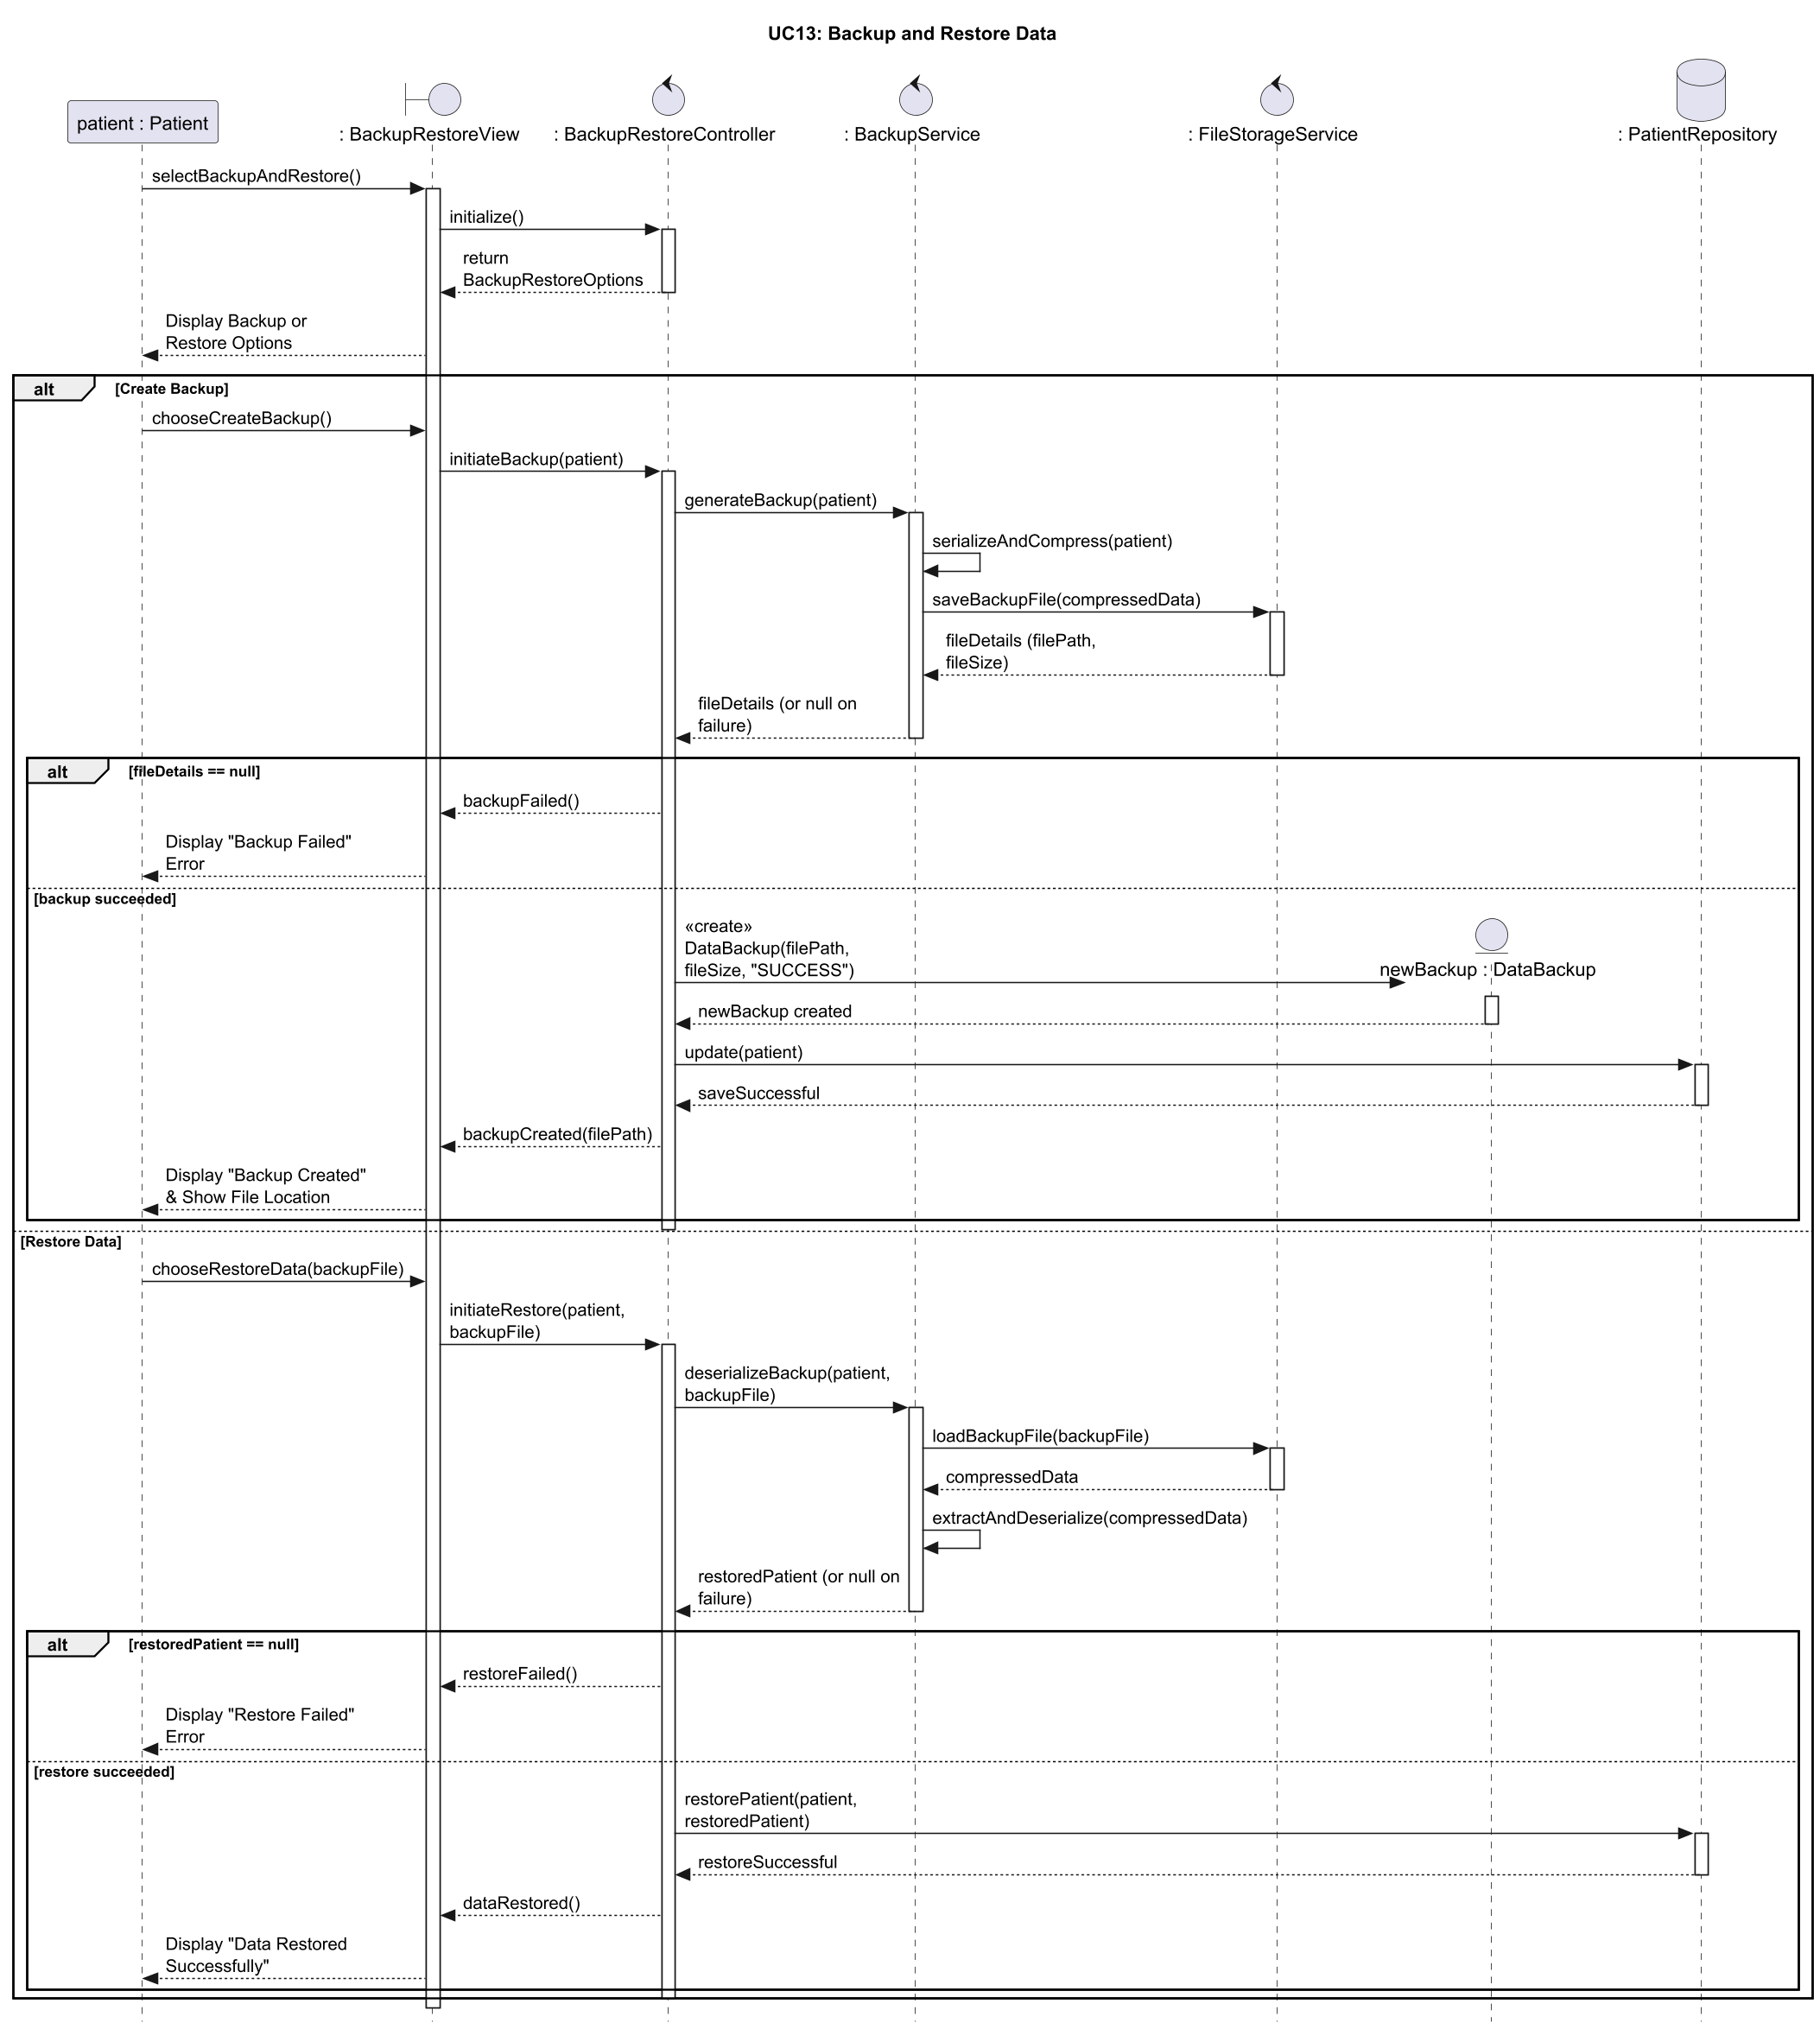 UC13: Backup and Restore Data
patient : Patient
: BackupRestoreView
: BackupRestoreController
: BackupService
: FileStorageService
: PatientRepository
selectBackupAndRestore()
initialize()
return
BackupRestoreOptions
Display Backup or
Restore Options
alt
[Create Backup]
chooseCreateBackup()
initiateBackup(patient)
generateBackup(patient)
serializeAndCompress(patient)
saveBackupFile(compressedData)
fileDetails (filePath,
fileSize)
fileDetails (or null on
failure)
alt
[fileDetails == null]
backupFailed()
Display "Backup Failed"
Error
[backup succeeded]
«create»
DataBackup(filePath,
fileSize, "SUCCESS")
newBackup : DataBackup
newBackup created
update(patient)
saveSuccessful
backupCreated(filePath)
Display "Backup Created"
& Show File Location
[Restore Data]
chooseRestoreData(backupFile)
initiateRestore(patient,
backupFile)
deserializeBackup(patient,
backupFile)
loadBackupFile(backupFile)
compressedData
extractAndDeserialize(compressedData)
restoredPatient (or null on
failure)
alt
[restoredPatient == null]
restoreFailed()
Display "Restore Failed"
Error
[restore succeeded]
restorePatient(patient,
restoredPatient)
restoreSuccessful
dataRestored()
Display "Data Restored
Successfully"